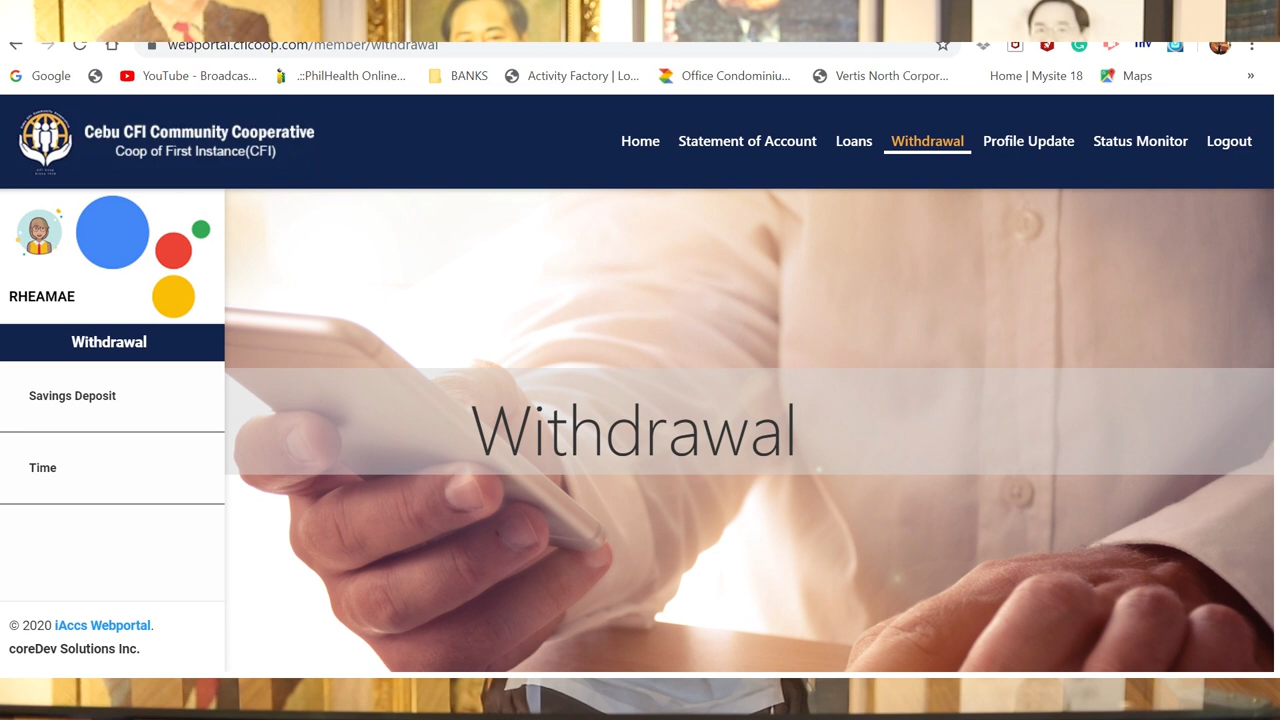 webportal.cficoop.com/member/withdrawal
Google YouTube - Broadcas... .::PhilHealth Online... BANKS Activity Factory | Lo... Office Condominiu... Vertis North Corpor... Home | Mysite 18 Maps »
Cebu CFI Community Cooperative
Coop of First Instance(CFI)
Home Statement of Account Loans Withdrawal Profile Update Status Monitor Logout
RHEAMAE
Withdrawal
Savings Deposit
Time
Withdrawal
© 2020 iAccs Webportal.
coreDev Solutions Inc.